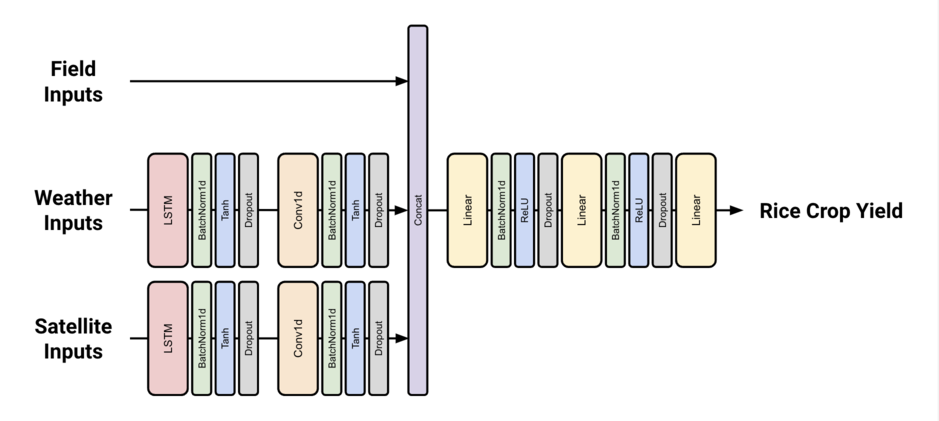 Field
Inputs
Weather
Inputs
LSTM
BatchNorm1d
Tanh
Dropout
Conv1d
BatchNorm1d
Tanh
Dropout
Satellite
Inputs
LSTM
BatchNorm1d
Tanh
Dropout
Conv1d
BatchNorm1d
Tanh
Dropout
Concat
Linear
BatchNorm1d
ReLU
Dropout
Linear
BatchNorm1d
ReLU
Dropout
Linear
Rice Crop Yield